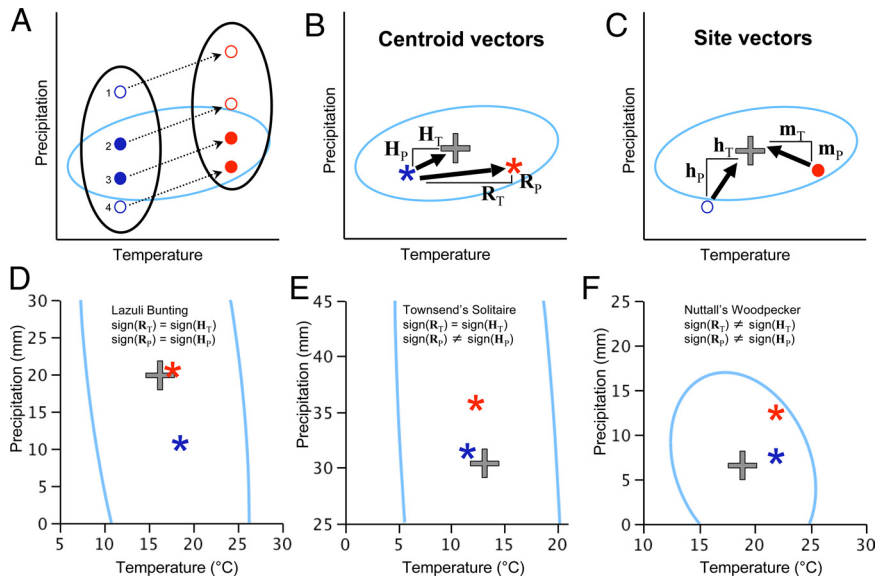 A
Precipitation
1
2
3
4
Temperature
B
Centroid vectors
Precipitation
H_T
H_P
R_P
R_T
Temperature
C
Site vectors
Precipitation
m_T
h_T
m_P
h_P
Temperature
D
Precipitation (mm)
30
25
20
15
10
5
0
Lazuli Bunting
sign(R_T) = sign(H_T)
sign(R_P) = sign(H_P)
5 10 15 20 25 30
Temperature (°C)
E
Precipitation (mm)
45
40
35
30
25
Townsend's Solitaire
sign(R_T) = sign(H_T)
sign(R_P) ≠ sign(H_P)
0 5 10 15 20
Temperature (°C)
F
Precipitation (mm)
25
20
15
10
5
0
Nuttall's Woodpecker
sign(R_T) ≠ sign(H_T)
sign(R_P) ≠ sign(H_P)
10 15 20 25 30
Temperature (°C)